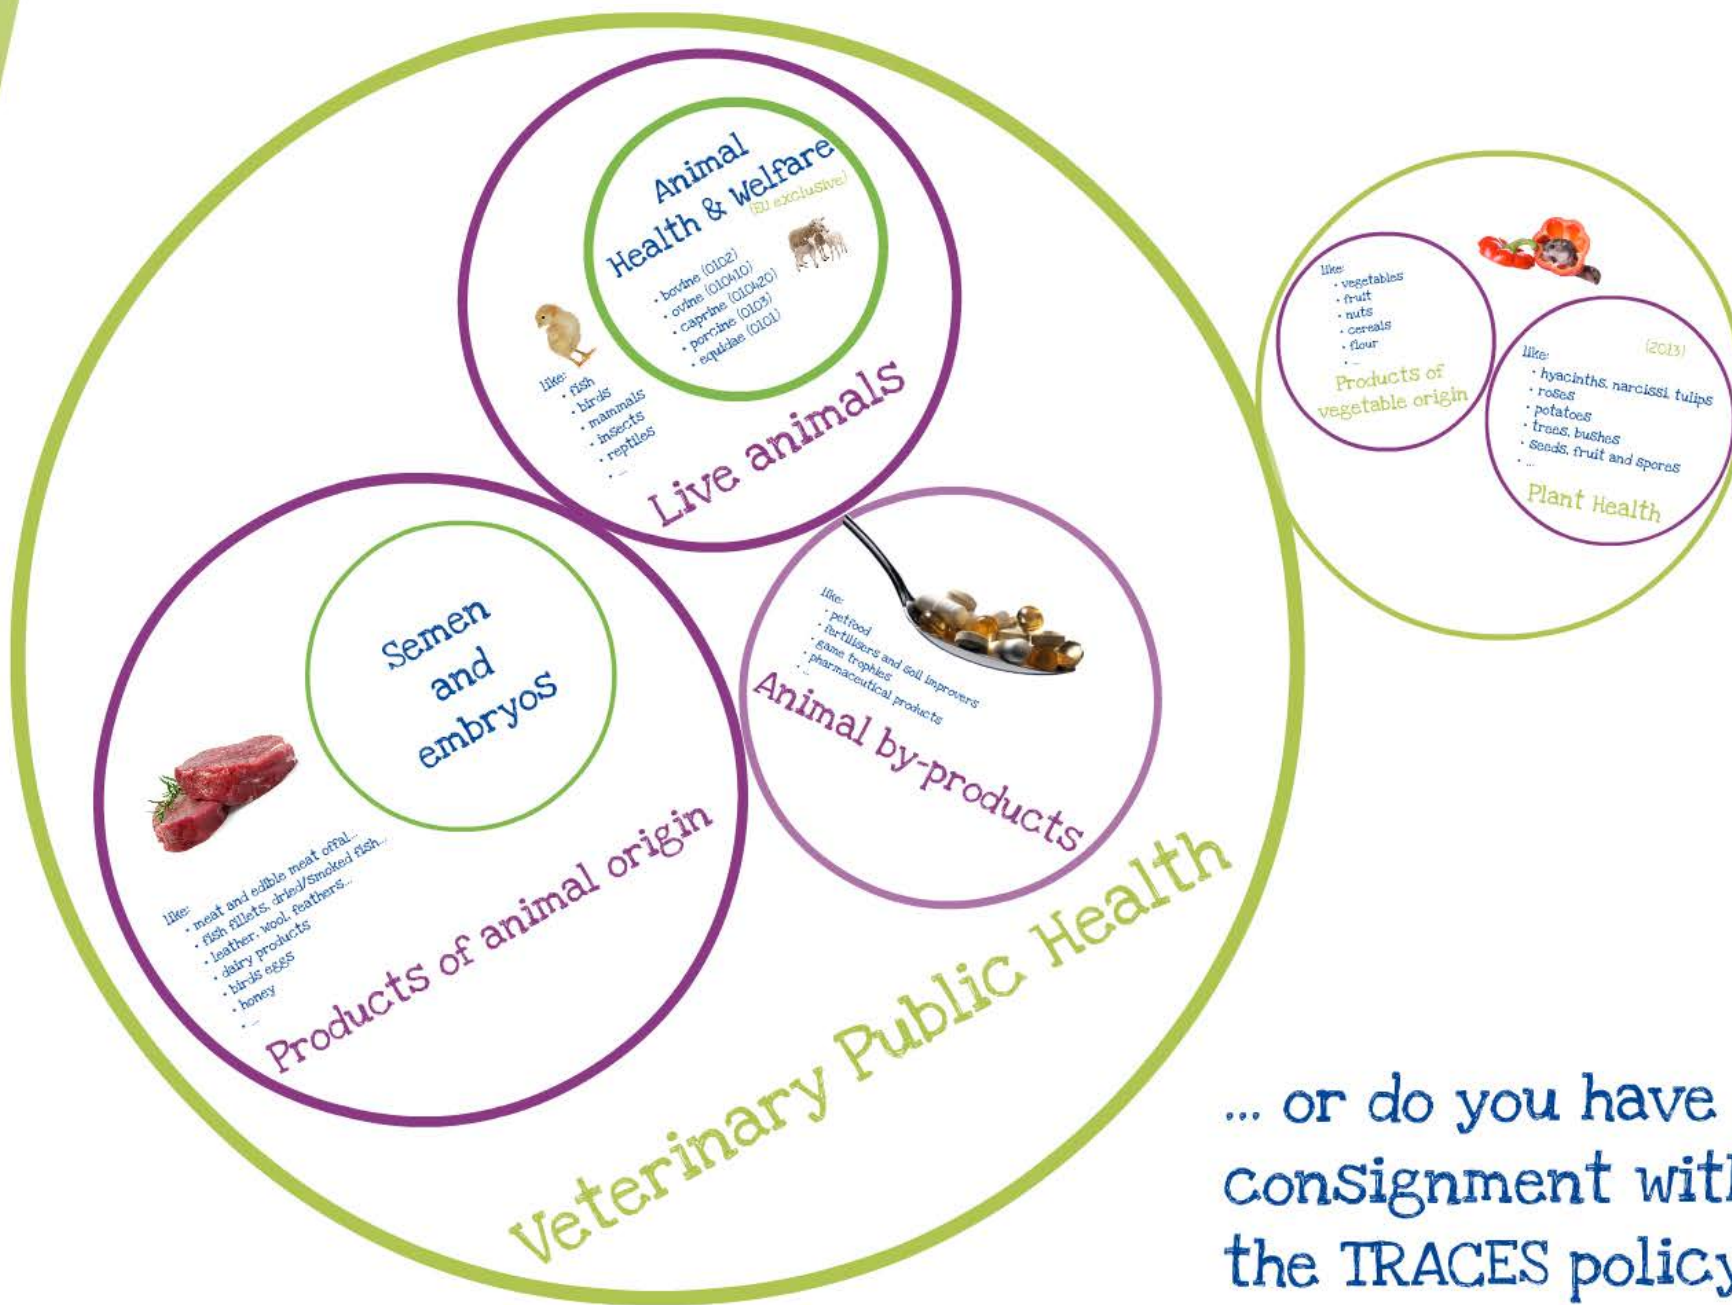 Animal
Health & Welfare
(EU exclusive)
• bovine (0102)
• ovine (010410)
• caprine (010420)
• porcine (0103)
• equidae (0101)
like:
• fish
• birds
• mammals
• insects
• reptiles
• ...
Live animals
Semen
and
embryos
like:
• meat and edible meat offal...
• fish fillets, dried/smoked fish...
• leather, wool, feathers...
• dairy products
• birds eggs
• honey
• ...
Products of animal origin
like:
• petfood
• fertilisers and soil improvers
• game trophies
• pharmaceutical products
• ...
Animal by-products
Veterinary Public Health
like:
• vegetables
• fruit
• nuts
• cereals
• flour
• ...
Products of
vegetable origin
(2013)
like:
• hyacinths, narcissi, tulips
• roses
• potatoes
• trees, bushes
• seeds, fruit and spores
• ...
Plant Health
... or do you have
consignment with
the TRACES policy